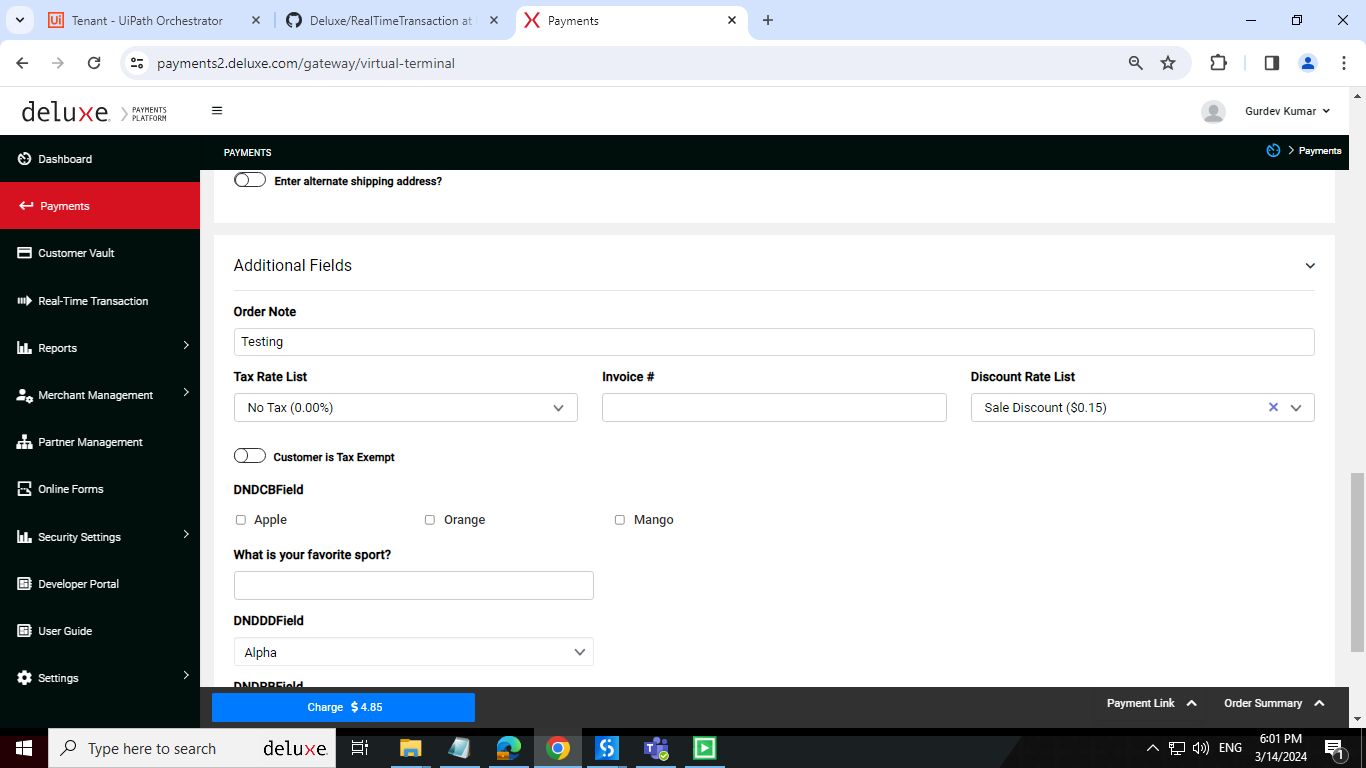 Tenant - UiPath Orchestrator
Deluxe/RealTimeTransaction at
Payments
payments2.deluxe.com/gateway/virtual-terminal
deluxe. PAYMENTS PLATFORM
Gurdev Kumar
Dashboard
Payments
Customer Vault
Real-Time Transaction
Reports
Merchant Management
Partner Management
Online Forms
Security Settings
Developer Portal
User Guide
Settings
PAYMENTS
Payments
Enter alternate shipping address?
Additional Fields
Order Note
Testing
Tax Rate List Invoice # Discount Rate List
No Tax (0.00%) Sale Discount ($0.15)
Customer is Tax Exempt
DNDCBField
Apple Orange Mango
What is your favorite sport?
DNDDDField
Alpha
DNDRBField
Charge $ 4.85
Payment Link
Order Summary
Type here to search
deluxe.
ENG
6:01 PM
3/14/2024
1